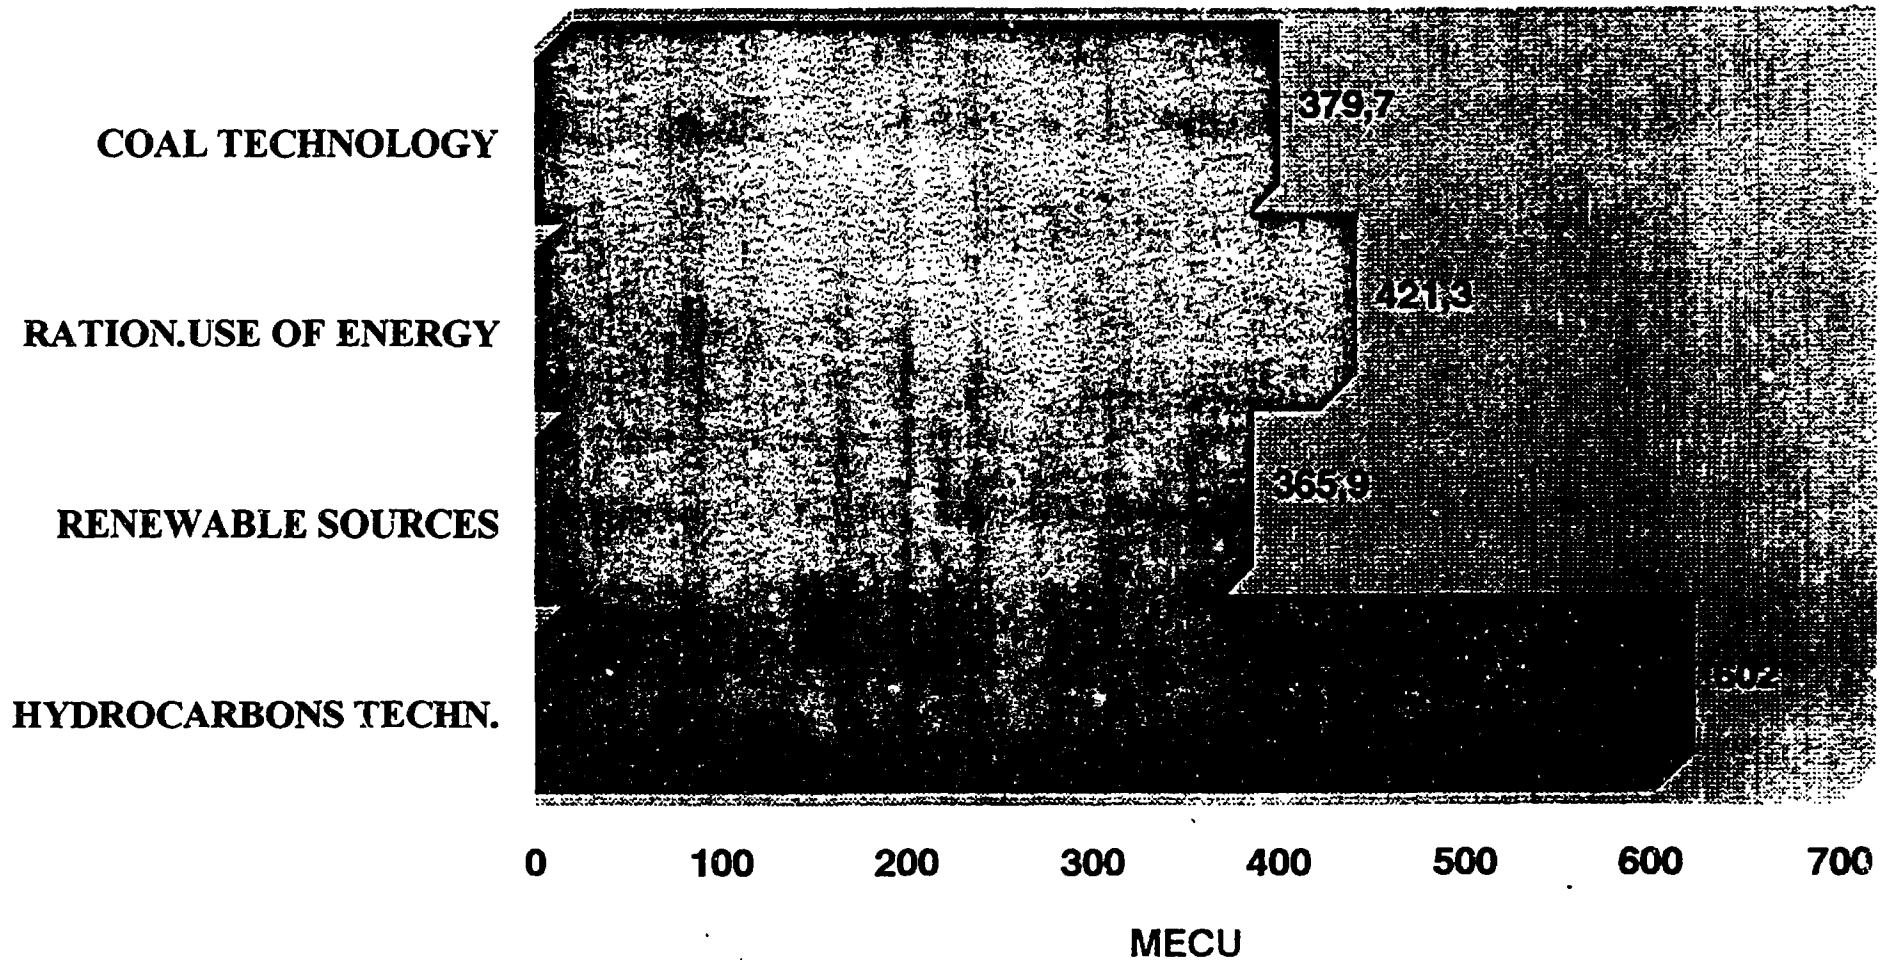 COAL TECHNOLOGY
379,7
RATION.USE OF ENERGY
421,3
RENEWABLE SOURCES
365,9
HYDROCARBONS TECHN.
602
0 100 200 300 400 500 600 700
MECU